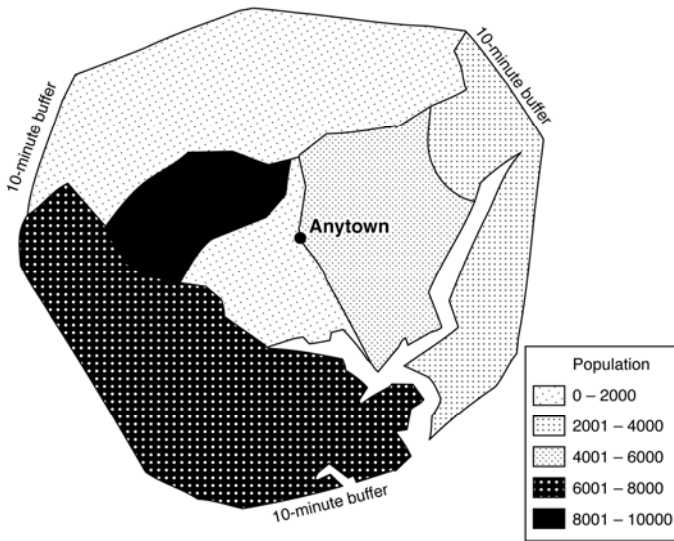 10-minute buffer
10-minute buffer
Anytown
10-minute buffer
Population
0 – 2000
2001 – 4000
4001 – 6000
6001 – 8000
8001 – 10000